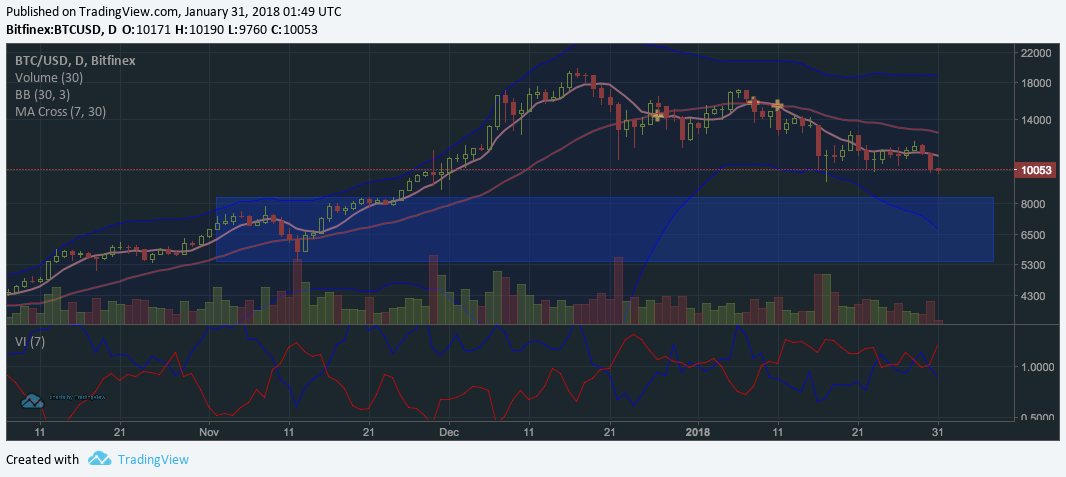 Published on TradingView.com, January 31, 2018 01:49 UTC
Bitfinex:BTCUSD, D O:10171 H:10190 L:9760 C:10053
BTC/USD, D, Bitfinex
Volume (30)
BB (30, 3)
MA Cross (7, 30)
22000
18000
14000
10053
8000
6500
5300
4300
VI (7)
1.0000
0.5000
charts by TradingView
11 21 Nov 11 21 Dec 11 21 2018 11 21 31
Created with TradingView